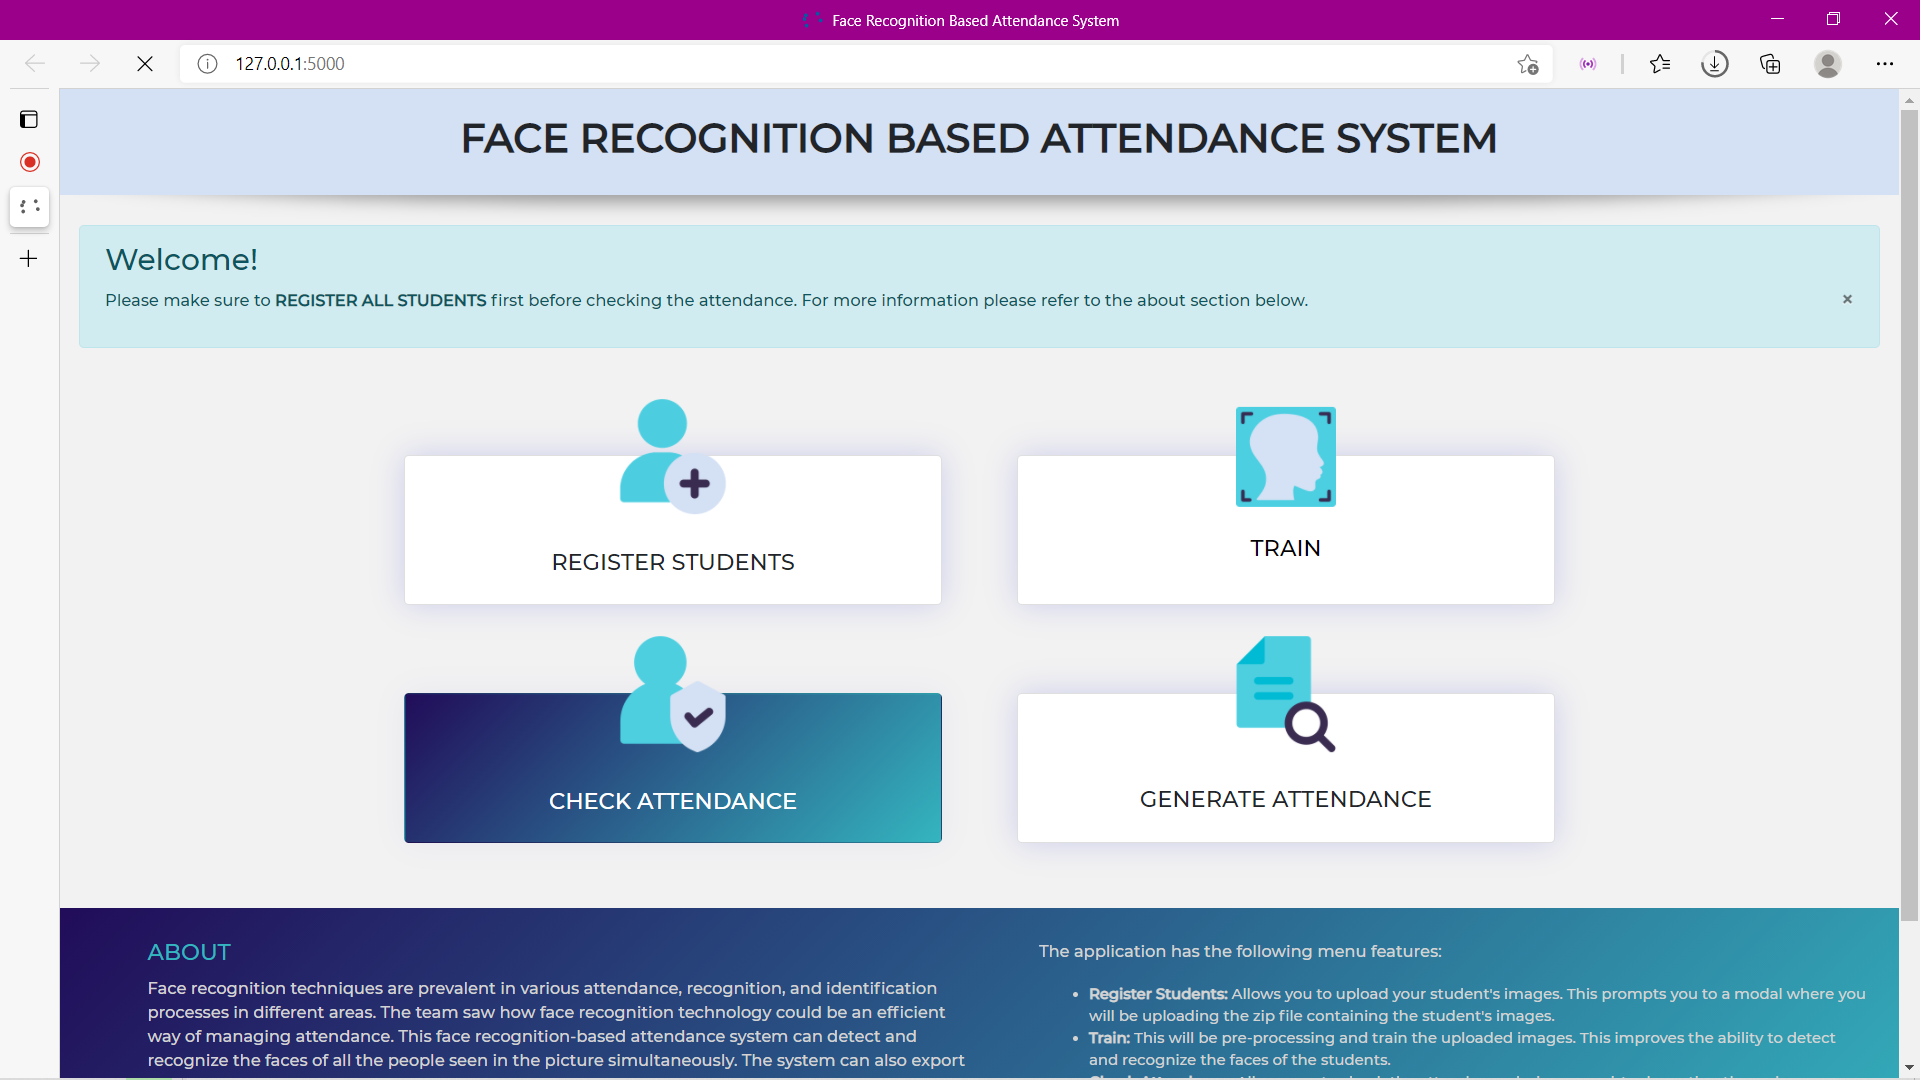 Face Recognition Based Attendance System
127.0.0.1:5000
FACE RECOGNITION BASED ATTENDANCE SYSTEM
Welcome!
Please make sure to REGISTER ALL STUDENTS first before checking the attendance. For more information please refer to the about section below.
×
REGISTER STUDENTS
TRAIN
CHECK ATTENDANCE
GENERATE ATTENDANCE
ABOUT
Face recognition techniques are prevalent in various attendance, recognition, and identification
processes in different areas. The team saw how face recognition technology could be an efficient
way of managing attendance. This face recognition-based attendance system can detect and
recognize the faces of all the people seen in the picture simultaneously. The system can also export
The application has the following menu features:
• Register Students: Allows you to upload your student's images. This prompts you to a modal where you
will be uploading the zip file containing the student's images.
• Train: This will be pre-processing and train the uploaded images. This improves the ability to detect
and recognize the faces of the students.